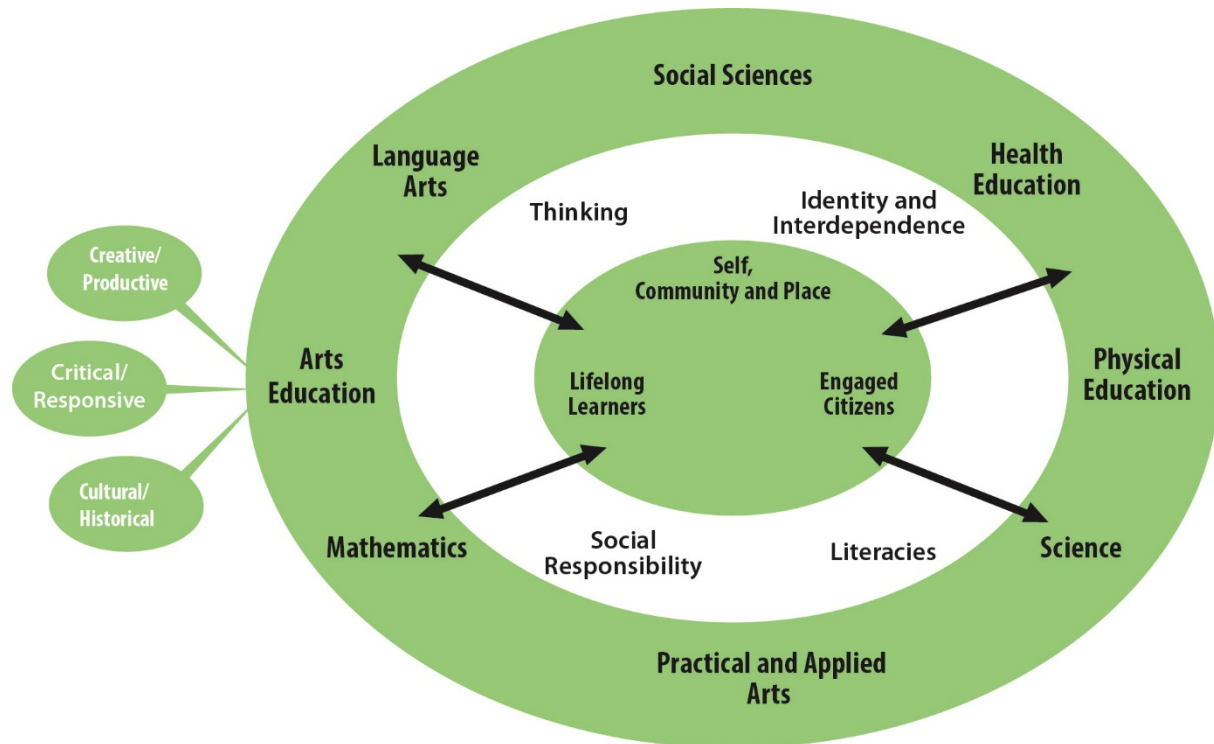 Social Sciences
Language
Arts
Health
Education
Thinking
Identity and
Interdependence
Creative/
Productive
Self,
Community and Place
Critical/
Responsive
Arts
Education
Lifelong
Learners
Engaged
Citizens
Physical
Education
Cultural/
Historical
Mathematics
Social
Responsibility
Literacies
Science
Practical and Applied
Arts